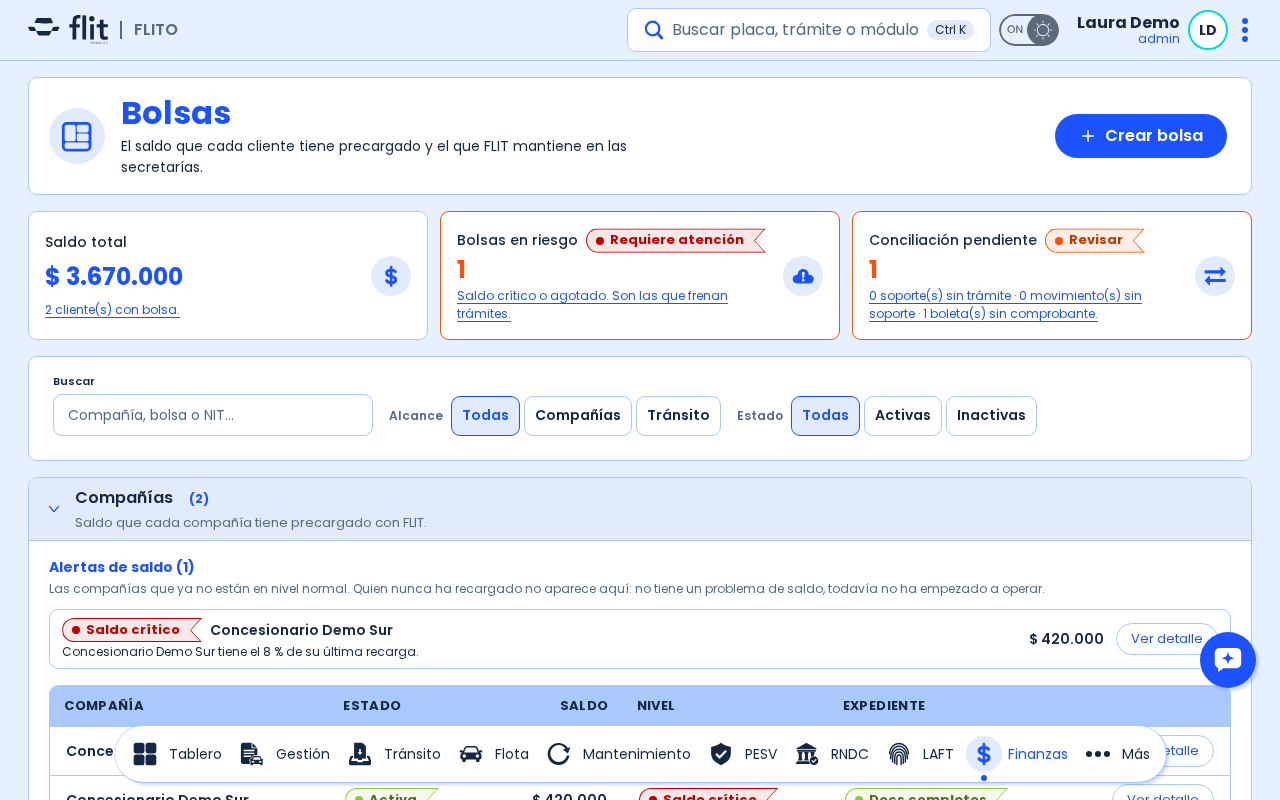 flit FLITO
Buscar placa, trámite o módulo Ctrl K
ON
Laura Demo
admin
LD
Bolsas
El saldo que cada cliente tiene precargado y el que FLIT mantiene en las
secretarías.
Crear bolsa
Saldo total
$ 3.670.000
2 cliente(s) con bolsa.
Bolsas en riesgo Requiere atención
1
Saldo crítico o agotado. Son las que frenan
trámites.
Conciliación pendiente Revisar
1
0 soporte(s) sin trámite · 0 movimiento(s) sin
soporte · 1 boleta(s) sin comprobante.
Buscar
Compañía, bolsa o NIT...
Alcance Todas Compañías Tránsito Estado Todas Activas Inactivas
Compañías (2)
Saldo que cada compañía tiene precargado con FLIT.
Alertas de saldo (1)
Las compañías que ya no están en nivel normal. Quien nunca ha recargado no aparece aquí: no tiene un problema de saldo, todavía no ha empezado a operar.
Saldo crítico Concesionario Demo Sur
Concesionario Demo Sur tiene el 8 % de su última recarga.
$ 420.000 Ver detalle
COMPAÑÍA ESTADO SALDO NIVEL EXPEDIENTE
Tablero Gestión Tránsito Flota Mantenimiento PESV RNDC LAFT Finanzas Más
Concesionario Demo Sur Activa $ 420.000 Saldo crítico Docs completos Ver detalle